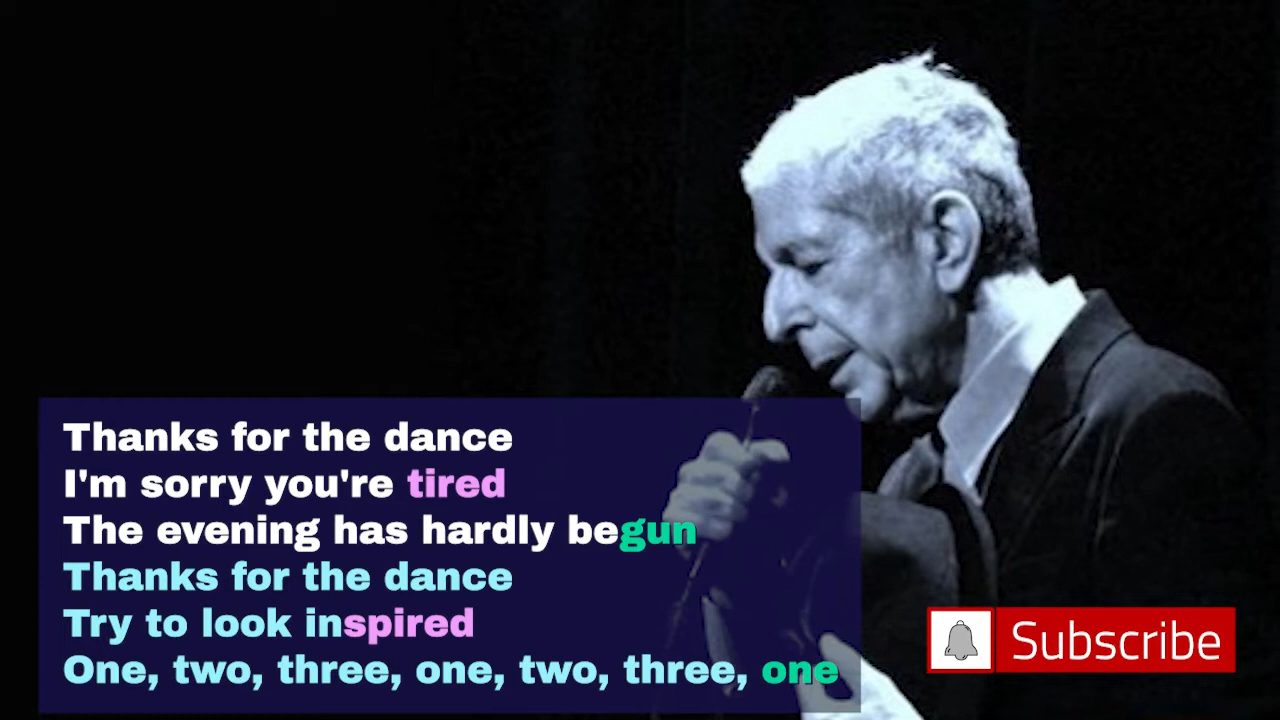 Thanks for the dance
I'm sorry you're tired
The evening has hardly begun
Thanks for the dance
Try to look inspired
One, two, three, one, two, three, one
Subscribe